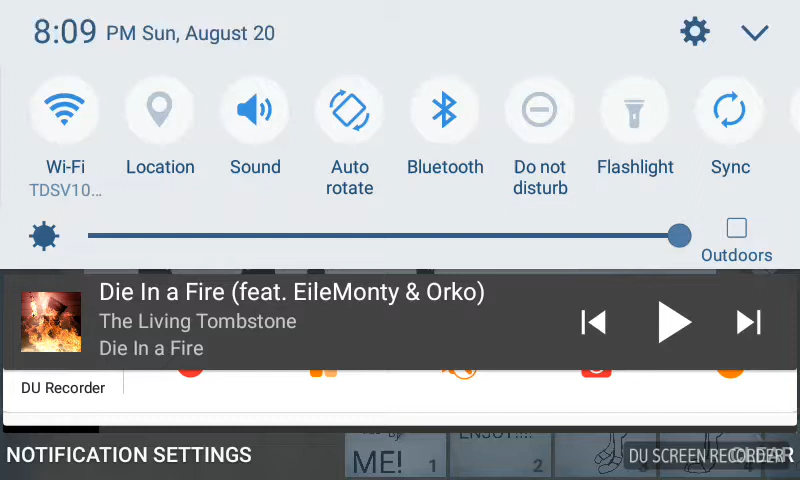 8:09 PM Sun, August 20
Wi-Fi
TDSV10...
Location
Sound
Auto
rotate
Bluetooth
Do not
disturb
Flashlight
Sync
Outdoors
Die In a Fire (feat. EileMonty & Orko)
The Living Tombstone
Die In a Fire
DU Recorder
NOTIFICATION SETTINGS
ME! 1
ENJOY!!!!
2
DU SCREEN RECORDER